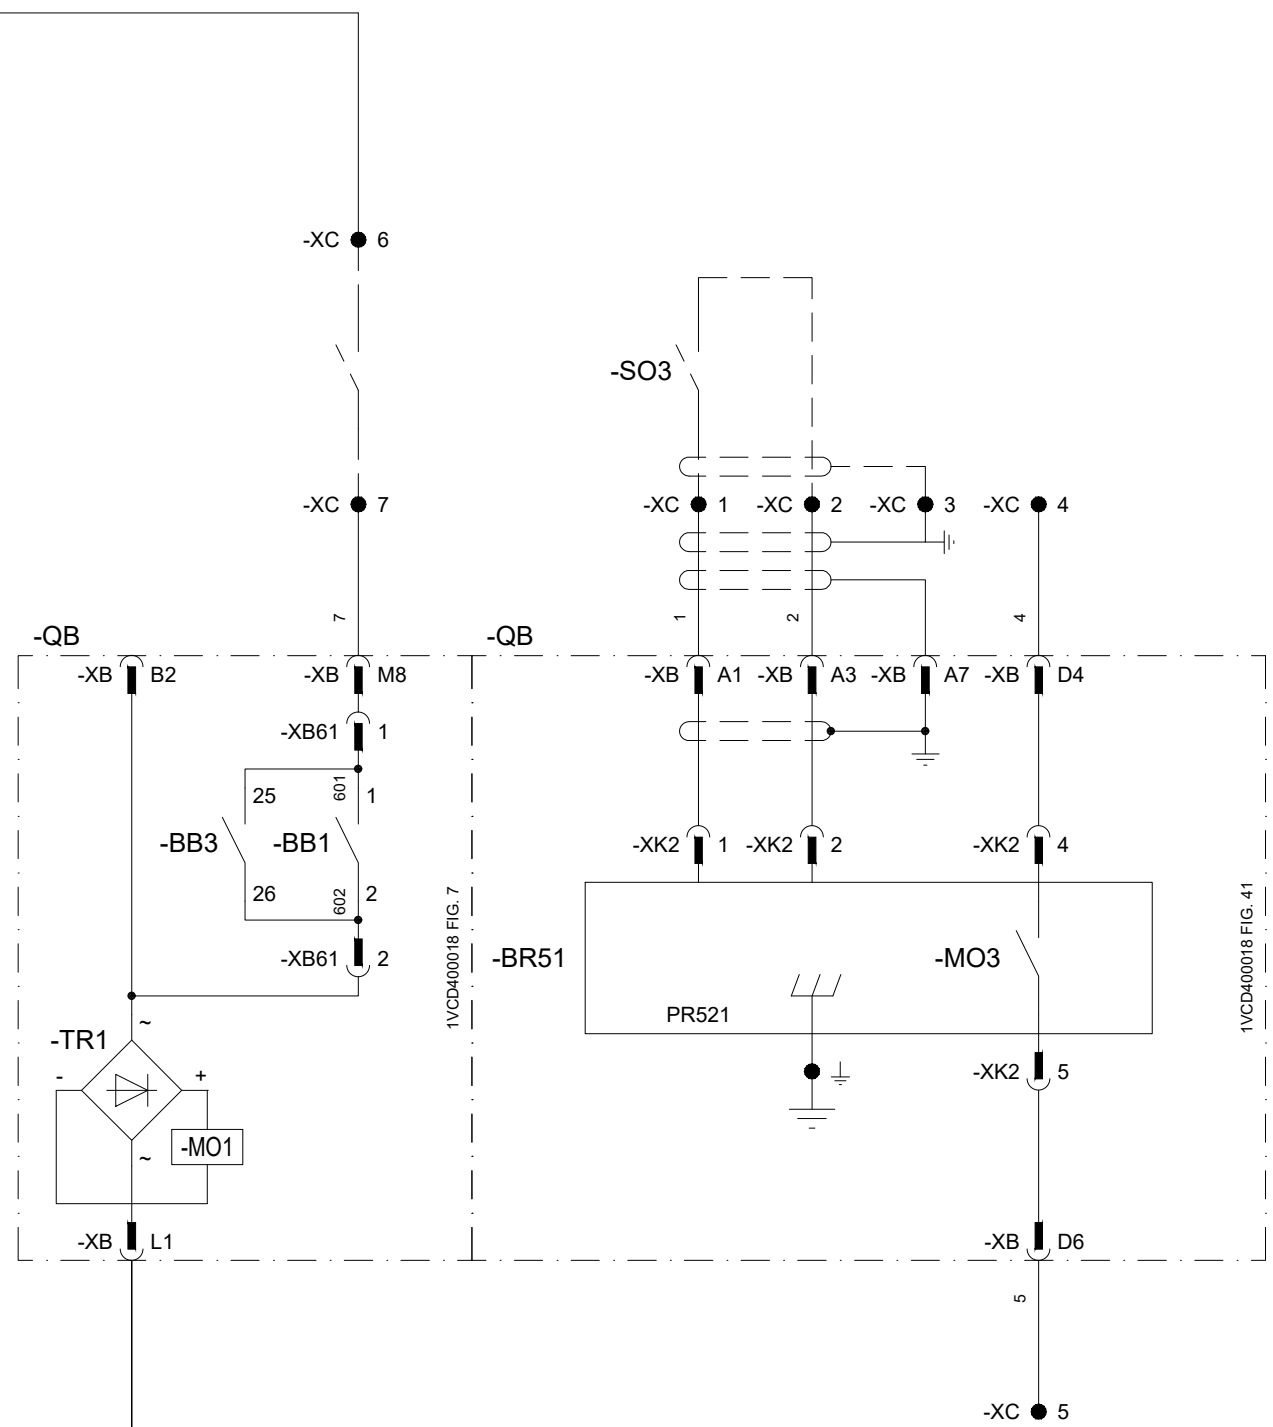 -XC 6
-SO3
-XC 7 -XC 1 -XC 2 -XC 3 -XC 4
7 1 2 4
-QB -QB
-XB B2 -XB M8 -XB A1 -XB A3 -XB A7 -XB D4
-XB61 1
25 601 1
-BB3 -BB1 -XK2 1 -XK2 2 -XK2 4
26 602 2
1VCD400018 FIG. 7
1VCD400018 FIG. 41
-XB61 2 -BR51 -MO3
PR521
~
-TR1
- + -XK2 5
-MO1
~
-XB L1 -XB D6
5
-XC 5